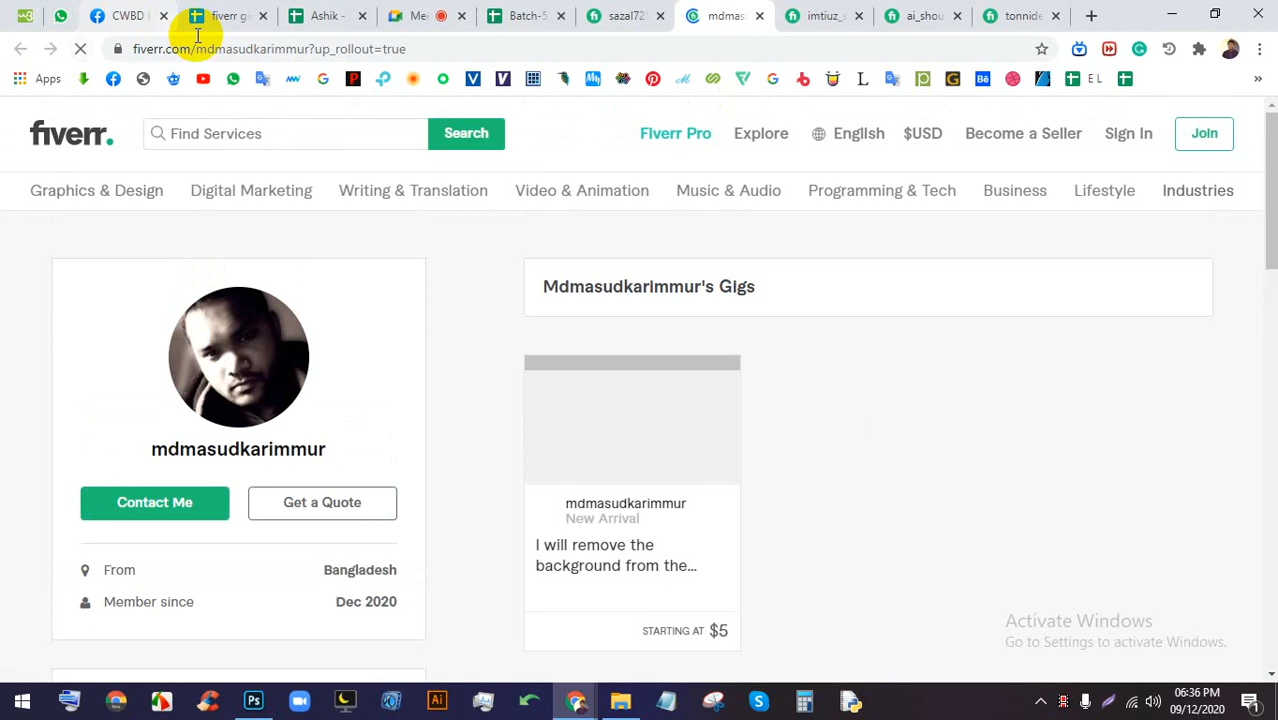 CWBD
fiverr ge
Ashik -
Mee
Batch-5
sazal72
mdmas
imtiuz_s
ai_shou
tonnide
fiverr.com/mdmasudkarimmur?up_rollout=true
Apps
E L
fiverr.
Find Services
Search
Fiverr Pro
Explore
English
$USD
Become a Seller
Sign In
Join
Graphics & Design
Digital Marketing
Writing & Translation
Video & Animation
Music & Audio
Programming & Tech
Business
Lifestyle
Industries
mdmasudkarimmur
Contact Me
Get a Quote
From Bangladesh
Member since Dec 2020
Mdmasudkarimmur's Gigs
mdmasudkarimmur
New Arrival
I will remove the
background from the...
STARTING AT $5
Activate Windows
Go to Settings to activate Windows.
06:36 PM
09/12/2020